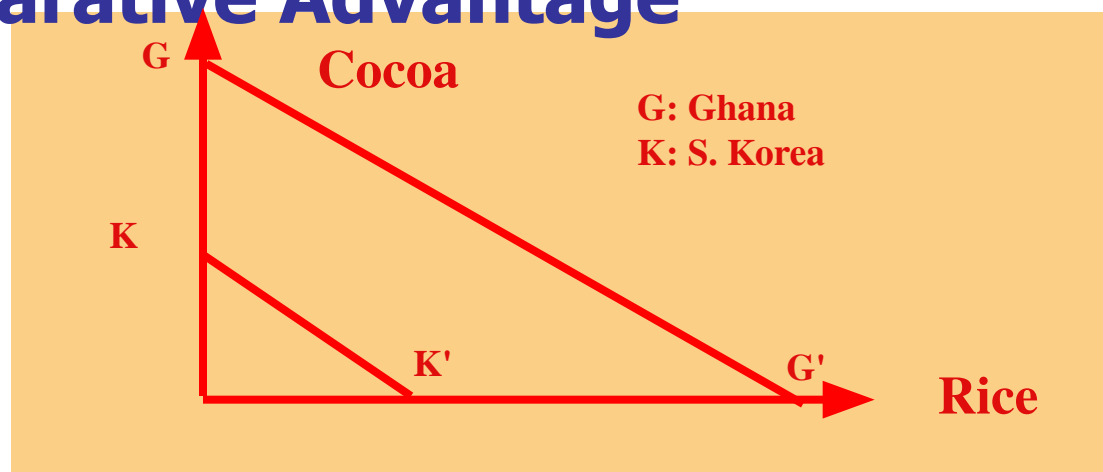 arative Advantage
G
Cocoa
G: Ghana
K: S. Korea
K
K'
G'
Rice